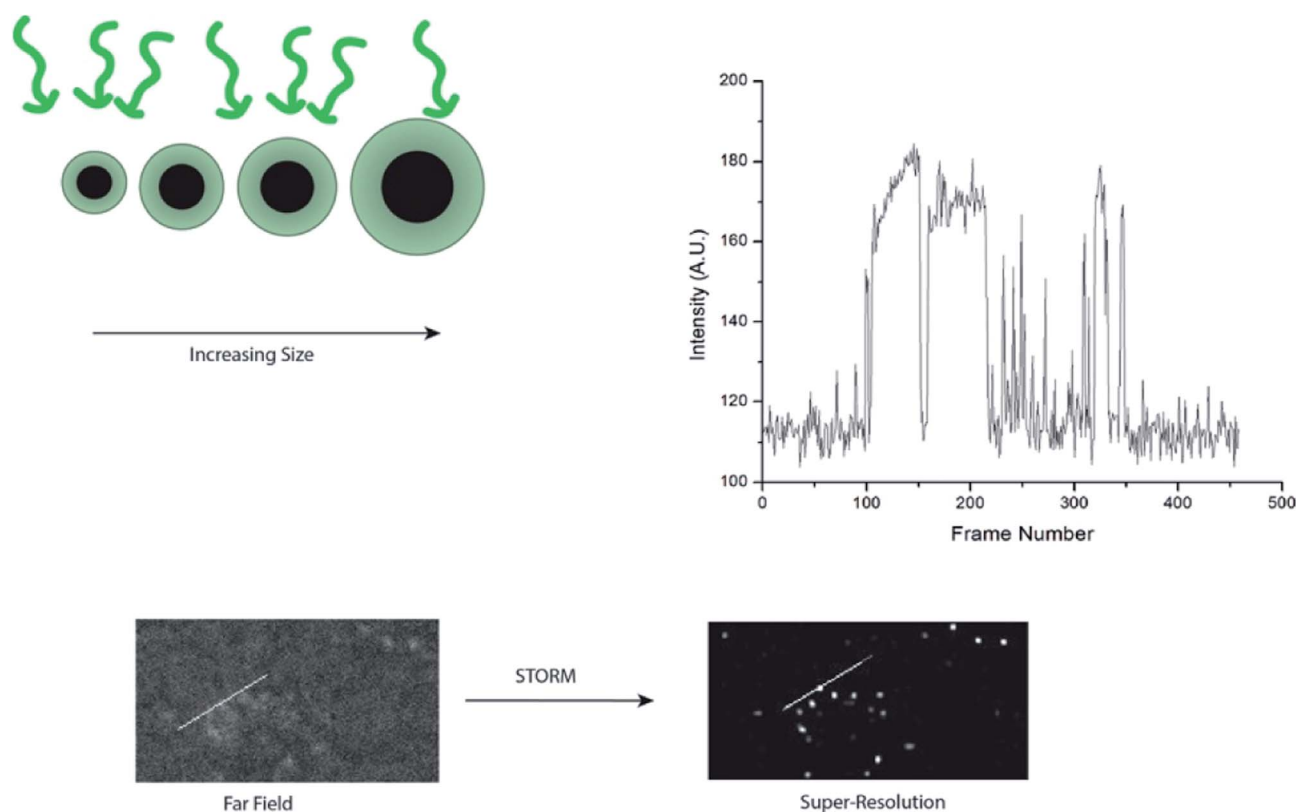 Increasing Size
Intensity (A.U.)
200
180
160
140
120
100
0
100
200
300
400
500
Frame Number
STORM
Far Field
Super-Resolution